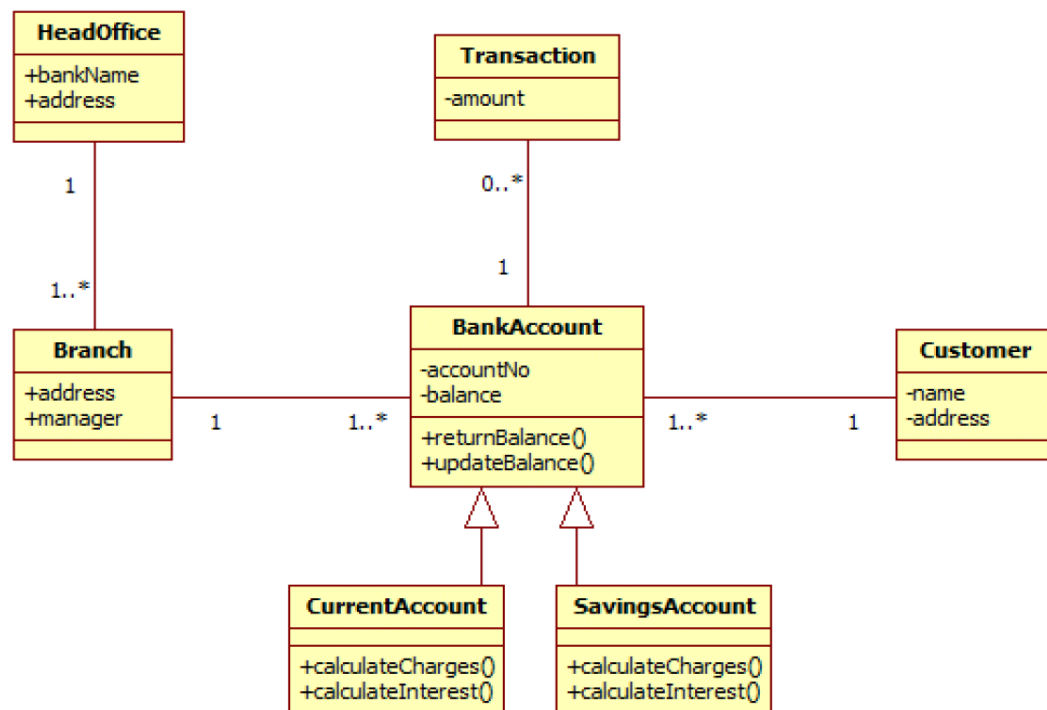 HeadOffice
+bankName
+address
Transaction
-amount
1
0..*
1..*
1
Branch
+address
+manager
1
1..*
BankAccount
-accountNo
-balance
+returnBalance()
+updateBalance()
1..*
1
Customer
-name
-address
CurrentAccount
+calculateCharges()
+calculateInterest()
SavingsAccount
+calculateCharges()
+calculateInterest()